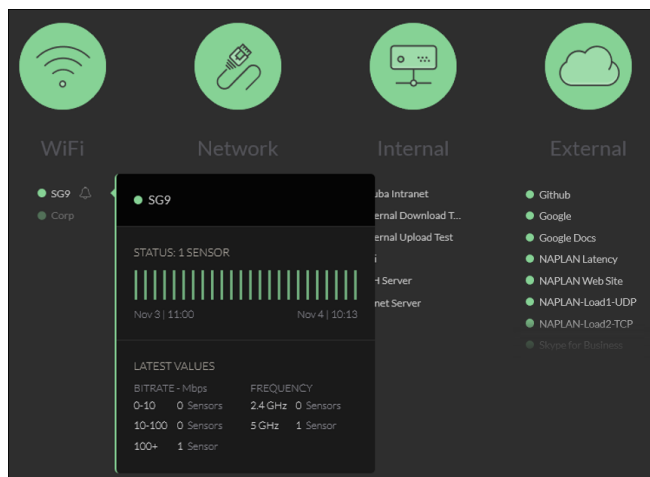 WiFi
Network
Internal
External
SG9
Corp
SG9
STATUS: 1 SENSOR
Nov 3 | 11:00
Nov 4 | 10:13
LATEST VALUES
BITRATE - Mbps
FREQUENCY
0-10 0 Sensors
2.4 GHz 0 Sensors
10-100 0 Sensors
5 GHz 1 Sensor
100+ 1 Sensor
uba Intranet
ernal Download T...
ernal Upload Test
i
H Server
net Server
Github
Google
Google Docs
NAPLAN Latency
NAPLAN Web Site
NAPLAN-Load1-UDP
NAPLAN-Load2-TCP
Skype for Business